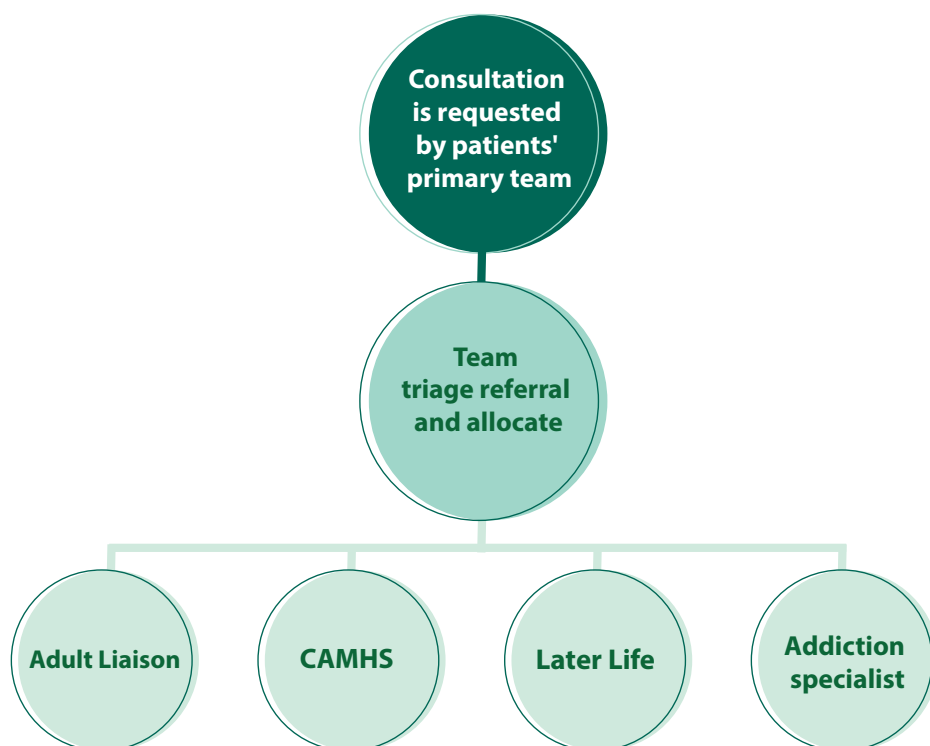 Consultation
is requested
by patients'
primary team
Team
triage referral
and allocate
Adult Liaison
CAMHS
Later Life
Addiction
specialist